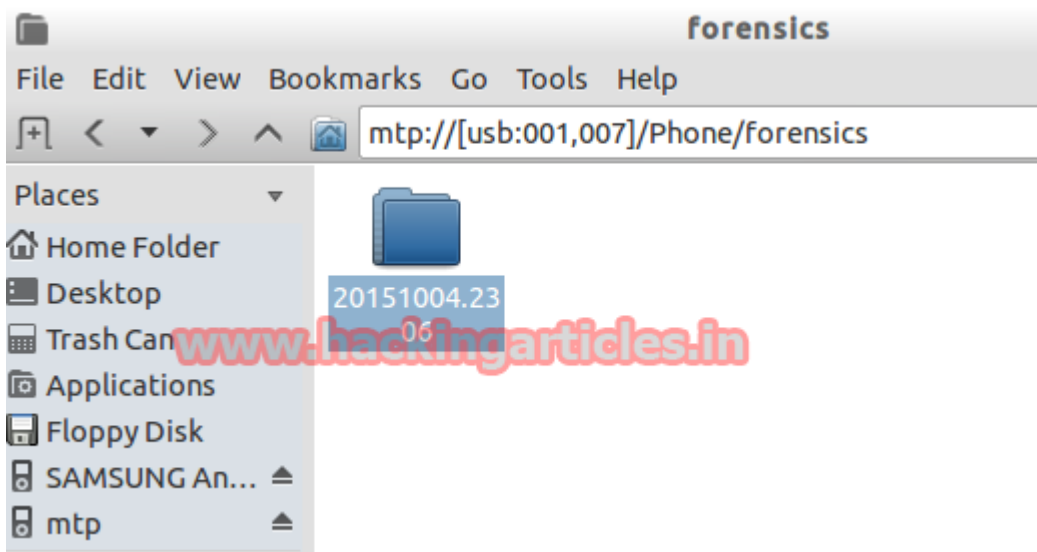 forensics
File Edit View Bookmarks Go Tools Help
mtp://[usb:001,007]/Phone/forensics
Places
Home Folder
Desktop
Trash Can
Applications
Floppy Disk
SAMSUNG An...
mtp
20151004.23
06
www.hackingarticles.in